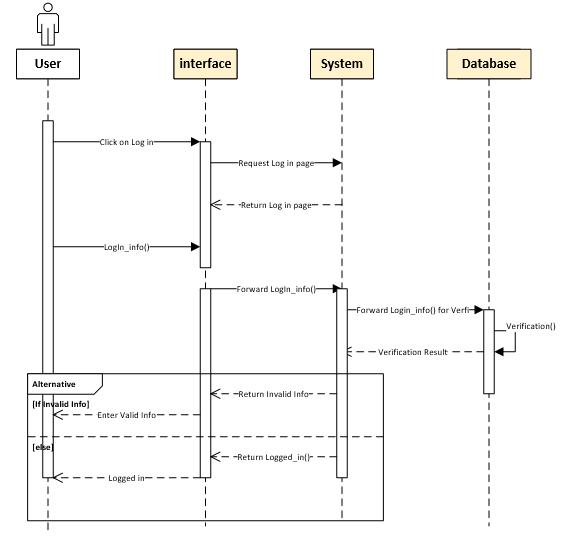 User
interface
System
Database
Click on Log in
Request Log in page
Return Log in page
LogIn_info()
Forward LogIn_info()
Forward Login_info() for Verfi
Verification()
Verification Result
Alternative
Return Invalid Info
[If Invalid Info]
Enter Valid Info
[else]
Return Logged_in()
Logged in